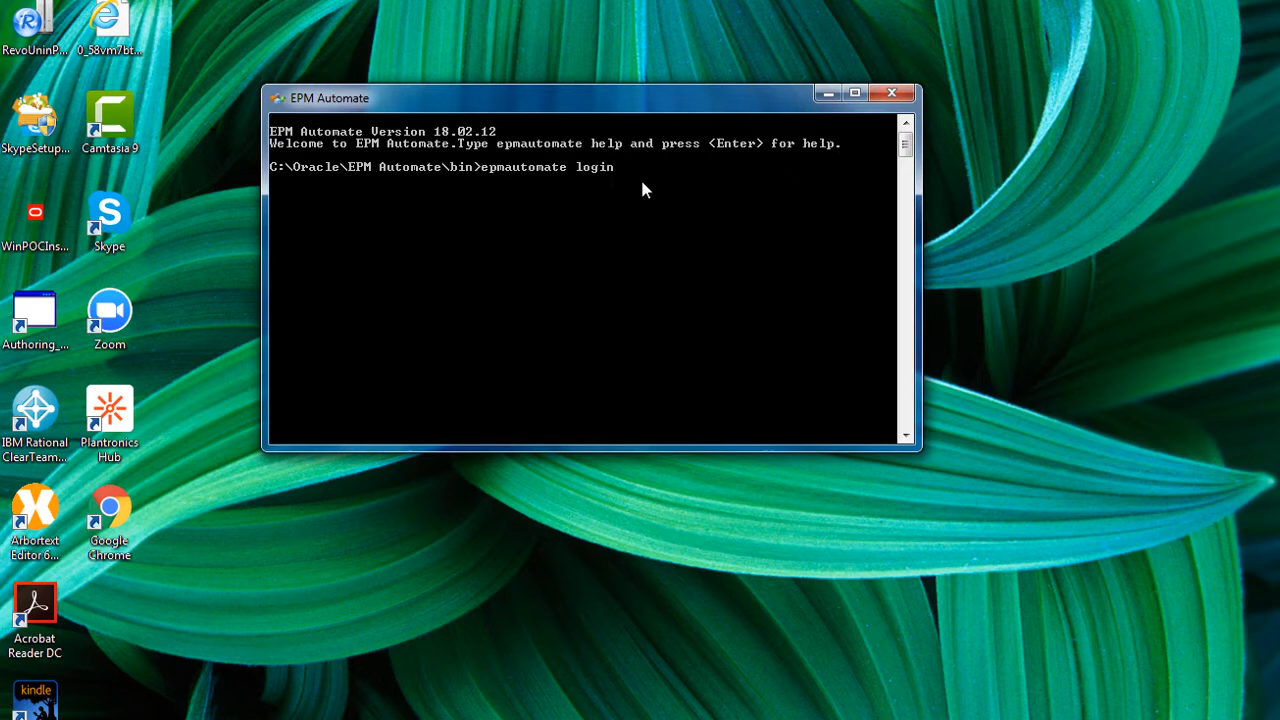 RevoUninP...
0_58vm7bt...
SkypeSetup...
Camtasia 9
WinPOCIns...
Skype
Authoring_...
Zoom
IBM Rational
ClearTeam...
Plantronics
Hub
Arbortext
Editor 6...
Google
Chrome
Acrobat
Reader DC
kindle
EPM Automate
EPM Automate Version 18.02.12
Welcome to EPM Automate.Type epmautomate help and press <Enter> for help.
C:\Oracle\EPM Automate\bin>epmautomate login